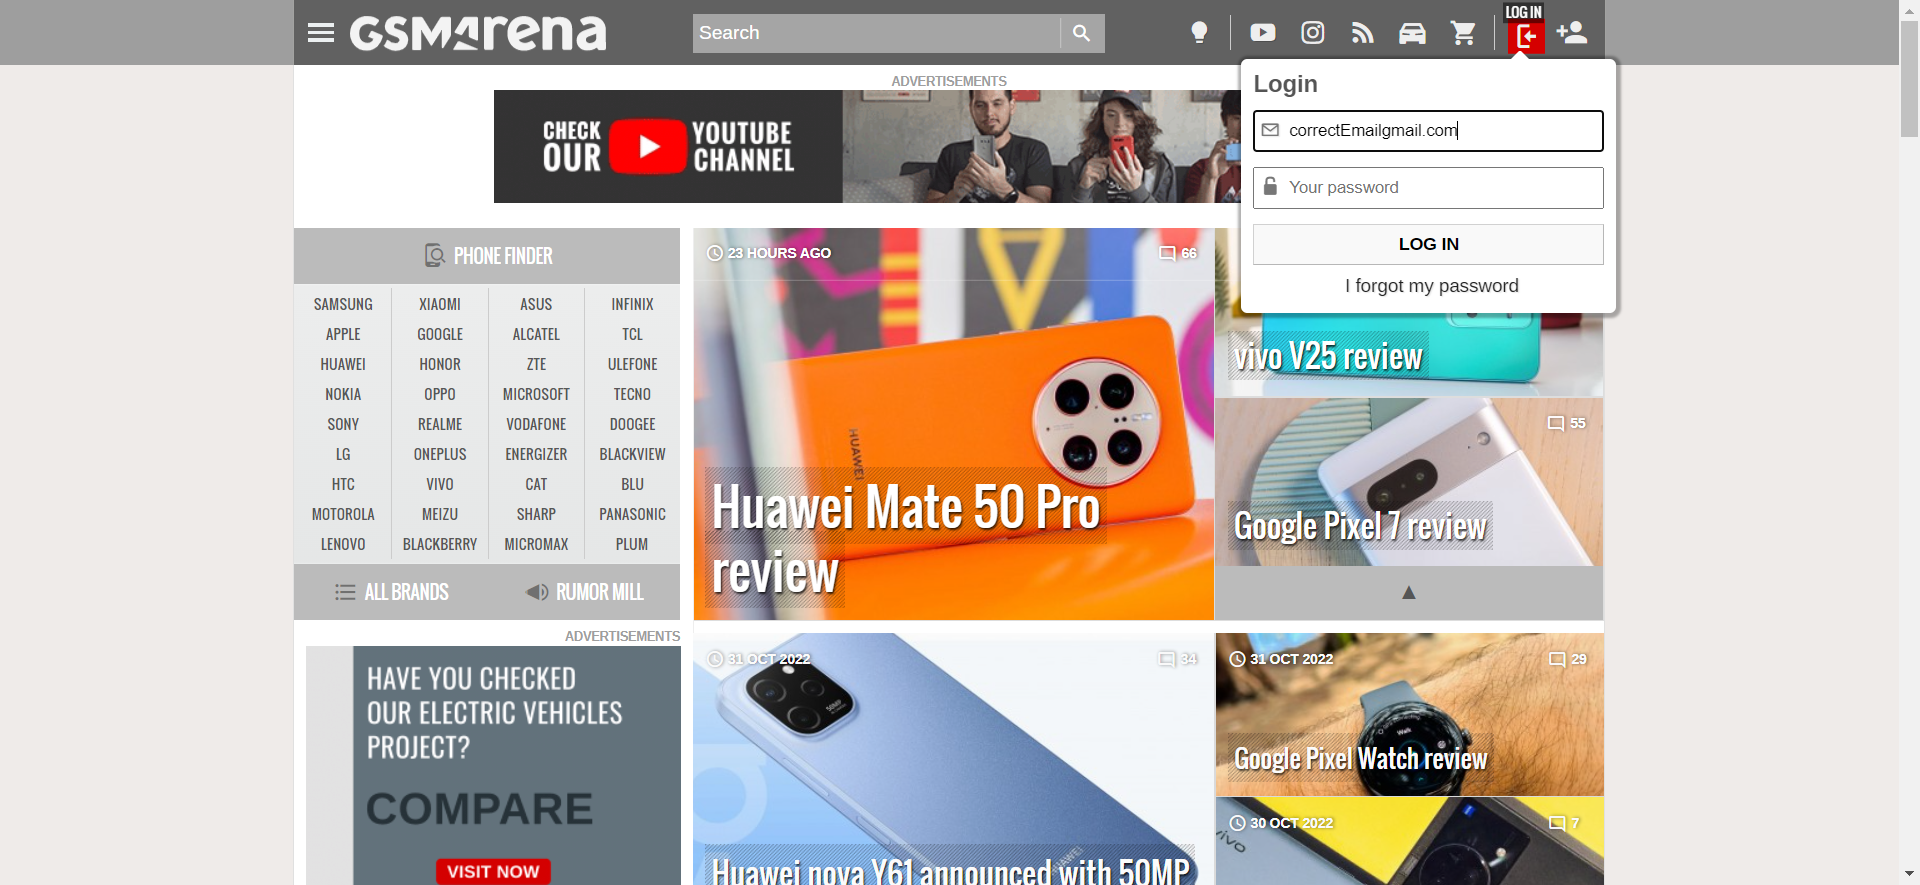 GSMArena
Search
LOG IN
Login
correctEmailgmail.com
Your password
LOG IN
I forgot my password
ADVERTISEMENTS
CHECK
OUR
YOUTUBE
CHANNEL
PHONE FINDER
SAMSUNG XIAOMI ASUS INFINIX
APPLE GOOGLE ALCATEL TCL
HUAWEI HONOR ZTE ULEFONE
NOKIA OPPO MICROSOFT TECNO
SONY REALME VODAFONE DOOGEE
LG ONEPLUS ENERGIZER BLACKVIEW
HTC VIVO CAT BLU
MOTOROLA MEIZU SHARP PANASONIC
LENOVO BLACKBERRY MICROMAX PLUM
ALL BRANDS RUMOR MILL
ADVERTISEMENTS
HAVE YOU CHECKED
OUR ELECTRIC VEHICLES
PROJECT?
COMPARE
VISIT NOW
23 HOURS AGO 66
HUAWEI
Huawei Mate 50 Pro
review
vivo V25 review
55
Google Pixel 7 review
▲
31 OCT 2022 34
50MP
HUAWEI
Huawei nova Y61 announced with 50MP
31 OCT 2022 29
Walk
Google Pixel Watch review
30 OCT 2022 7
vivo